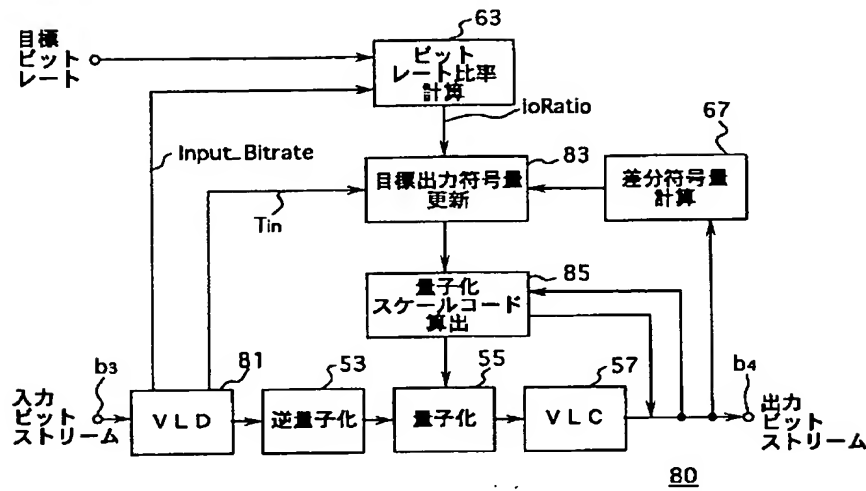 63
目標
ビット
レート
ビット
レート比率
計算
ioRatio
67
Input_Bitrate
83
目標出力符号量
更新
差分符号量
計算
Tin
85
量子化
スケールコード
算出
b3
81
53
55
57
b4
入力
ビット
ストリーム
VLD
逆量子化
量子化
VLC
出力
ビット
ストリーム
80